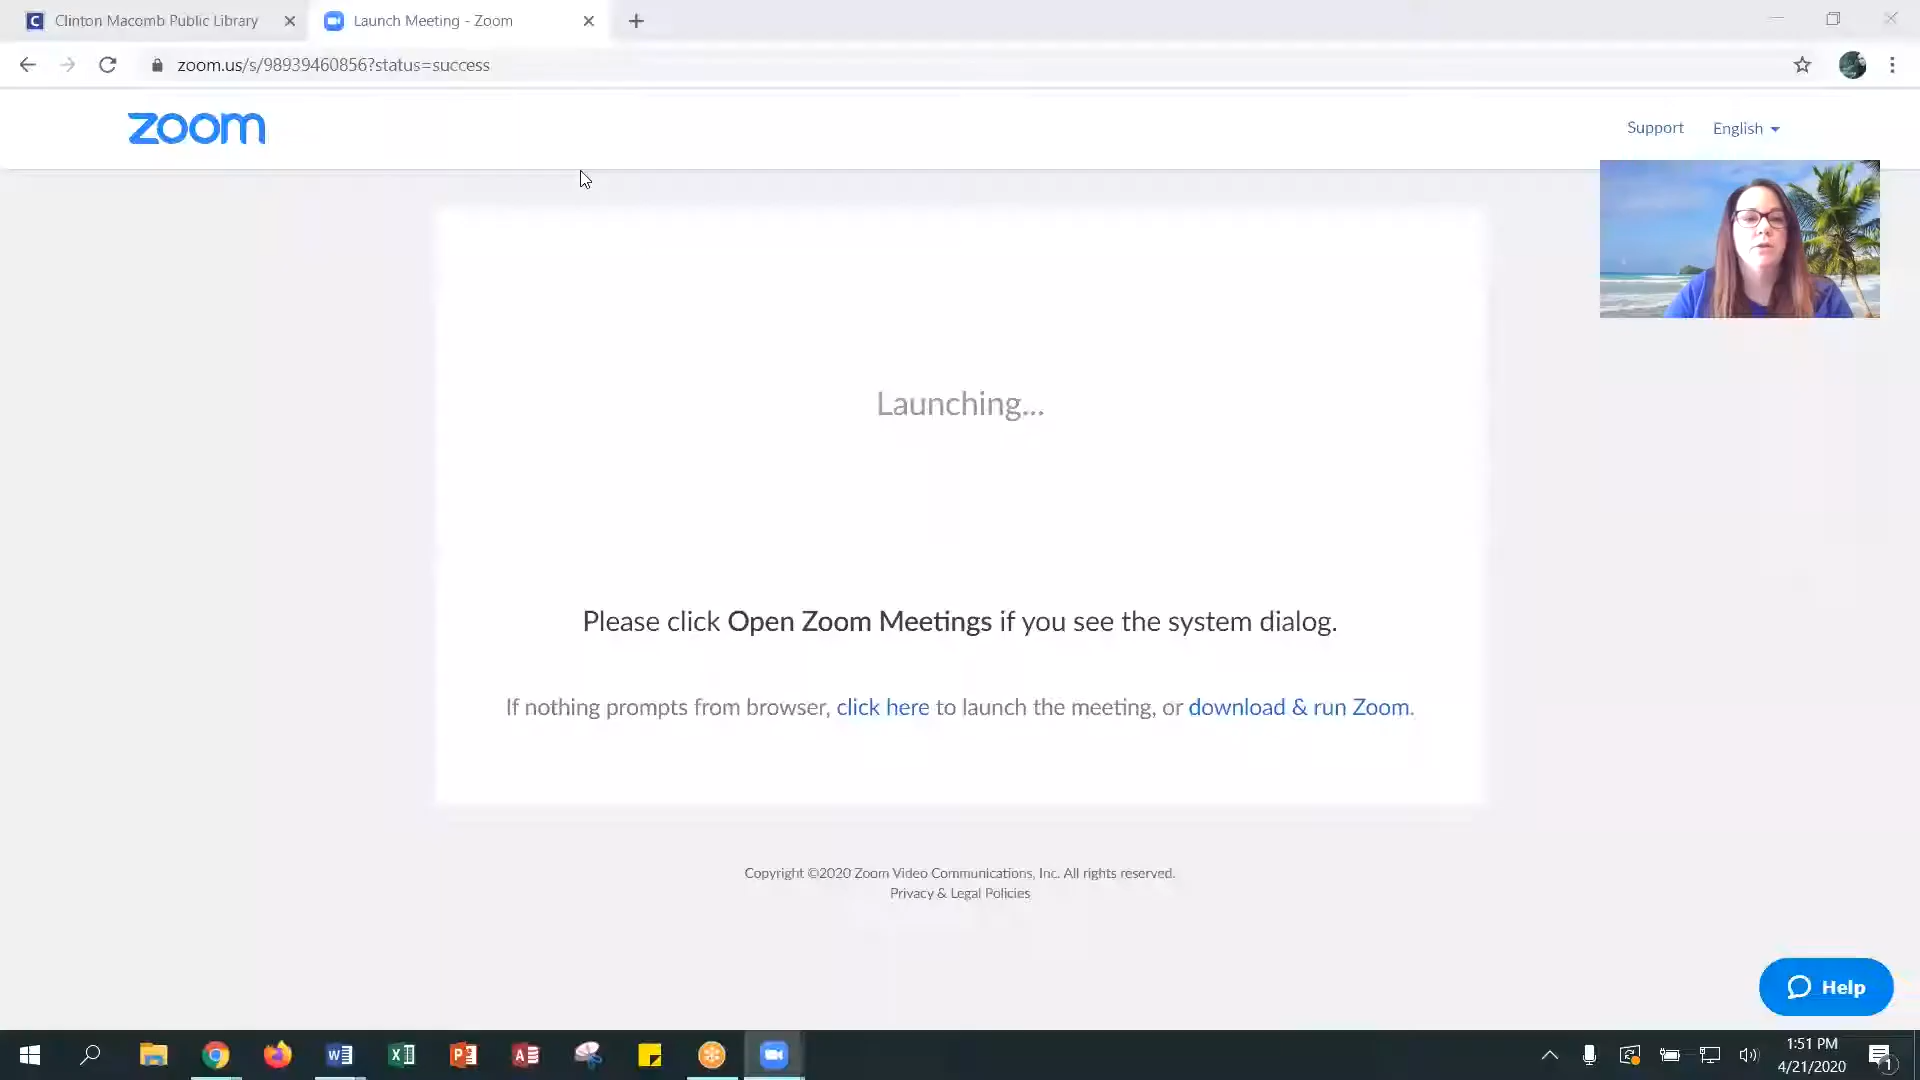 Clinton Macomb Public Library
Launch Meeting - Zoom
zoom.us/s/98939460856?status=success
zoom
Support
English
Launching...
Please click Open Zoom Meetings if you see the system dialog.
If nothing prompts from browser, click here to launch the meeting, or download & run Zoom.
Copyright ©2020 Zoom Video Communications, Inc. All rights reserved.
Privacy & Legal Policies
Help
1:51 PM
4/21/2020
1